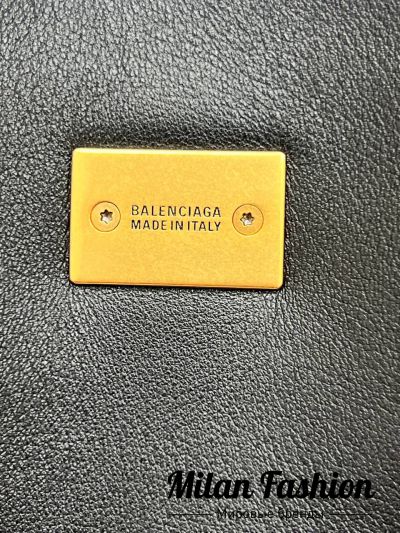 BALENCIAGA
MADE IN ITALY
Milan Fashion
Мировые бренды